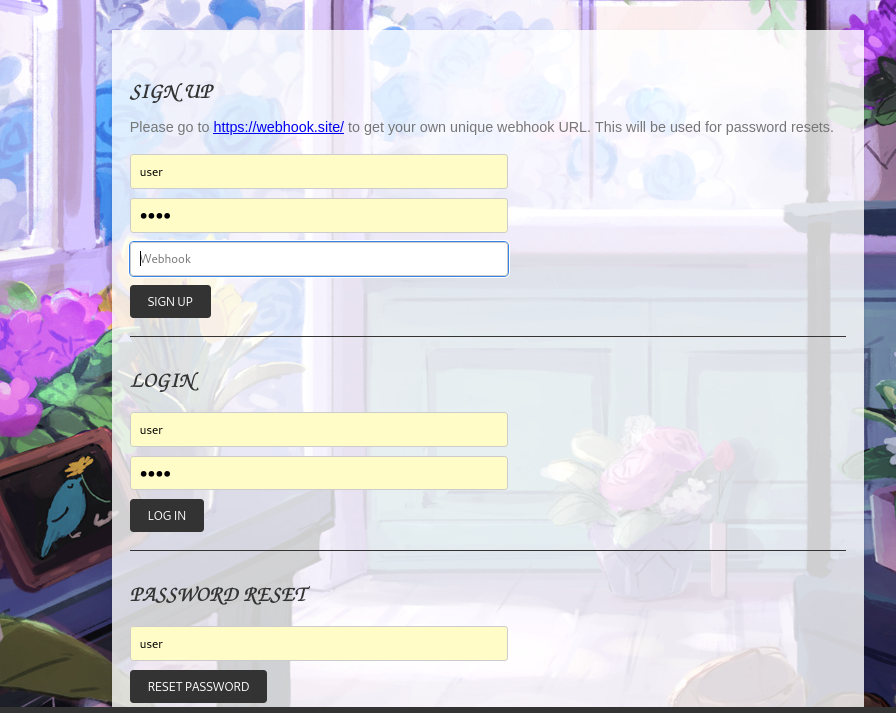 SIGN UP
Please go to https://webhook.site/ to get your own unique webhook URL. This will be used for password resets.
user
••••
Webhook
SIGN UP
LOGIN
user
••••
LOG IN
PASSWORD RESET
user
RESET PASSWORD